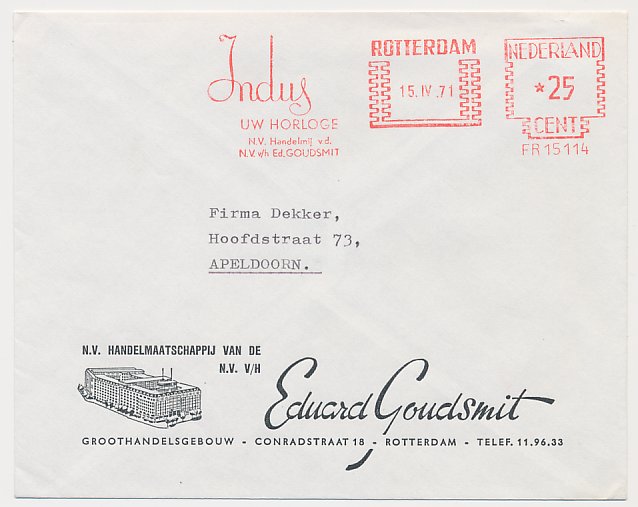 Indus
UW HORLOGE
N.V. Handelmij v.d.
N.V. v/h Ed. GOUDSMIT
ROTTERDAM
15.IV.71
NEDERLAND
*25
CENT
FR 15114
Firma Dekker,
Hoofdstraat 73,
APELDOORN.
N.V. HANDELMAATSCHAPPIJ VAN DE
N.V. V/H
Eduard Goudsmit
GROOTHANDELSGEBOUW - CONRADSTRAAT 18 - ROTTERDAM - TELEF. 11.96.33